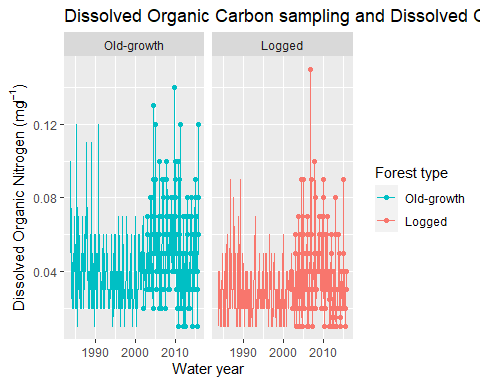 Dissolved Organic Carbon sampling and Dissolved
Old-growth Logged
Dissolved Organic Nitrogen (mg⁻¹)
0.12
0.08
0.04
1990 2000 2010 1990 2000 2010
Water year
Forest type
Old-growth
Logged